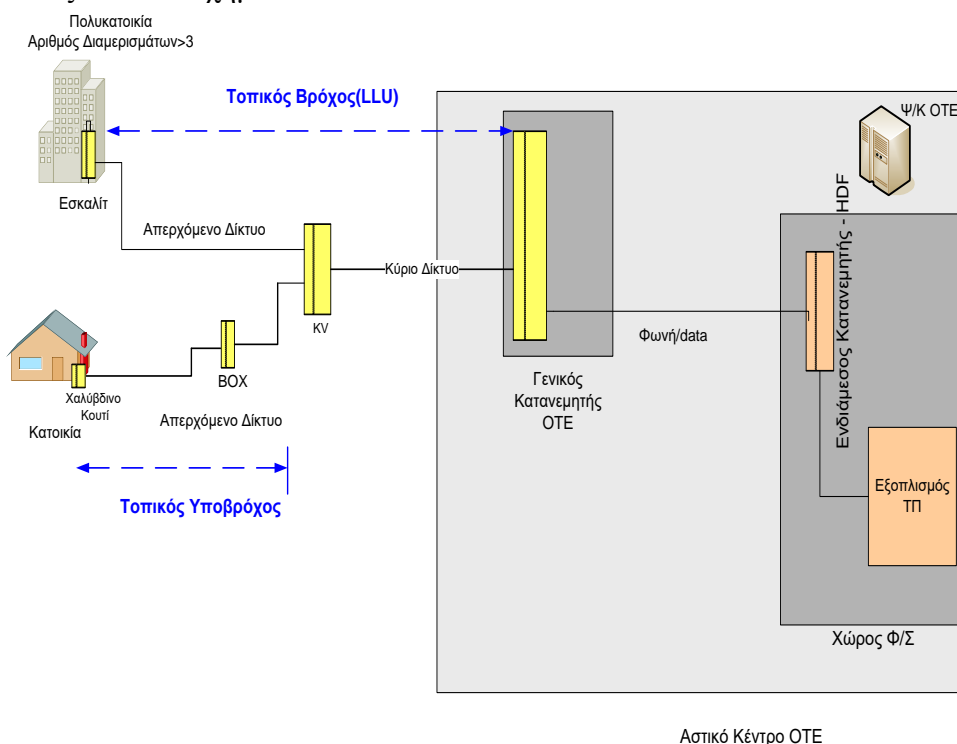 Πολυκατοικία
Αριθμός Διαμερισμάτων>3
Τοπικός Βρόχος(LLU)
Ψ/Κ ΟΤΕ
Εσκαλίτ
Απερχόμενο Δίκτυο
Κύριο Δίκτυο
KV
Ενδιάμεσος Κατανεμητής - HDF
Φωνή/data
BOX
Χαλύβδινο
Κουτί
Κατοικία
Απερχόμενο Δίκτυο
Γενικός
Κατανεμητής
ΟΤΕ
Τοπικός Υποβρόχος
Εξοπλισμός
ΤΠ
Χώρος Φ/Σ
Αστικό Κέντρο ΟΤΕ